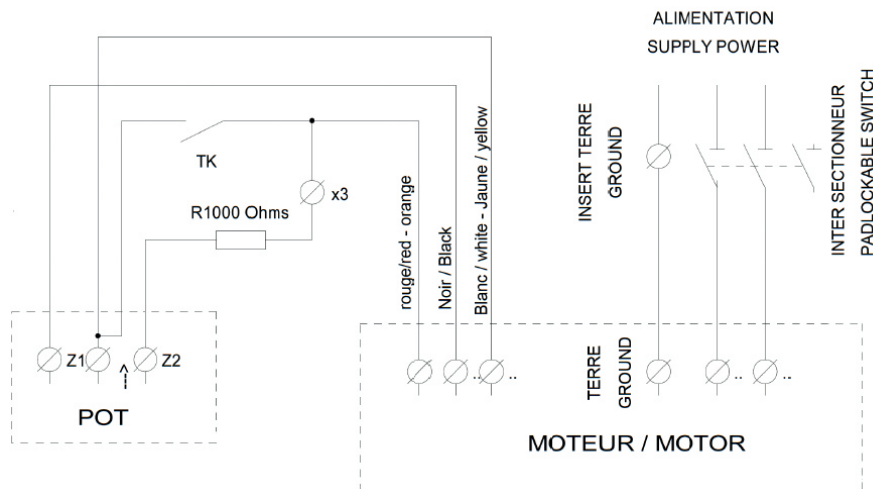 ALIMENTATION
SUPPLY POWER
TK
x3
R1000 Ohms
rouge/red - orange
Noir / Black
Blanc / white - Jaune / yellow
INSERT TERRE
GROUND
INTER SECTIONNEUR
PADLOCKABLE SWITCH
Z1
Z2
POT
..
..
TERRE
GROUND
..
..
MOTEUR / MOTOR